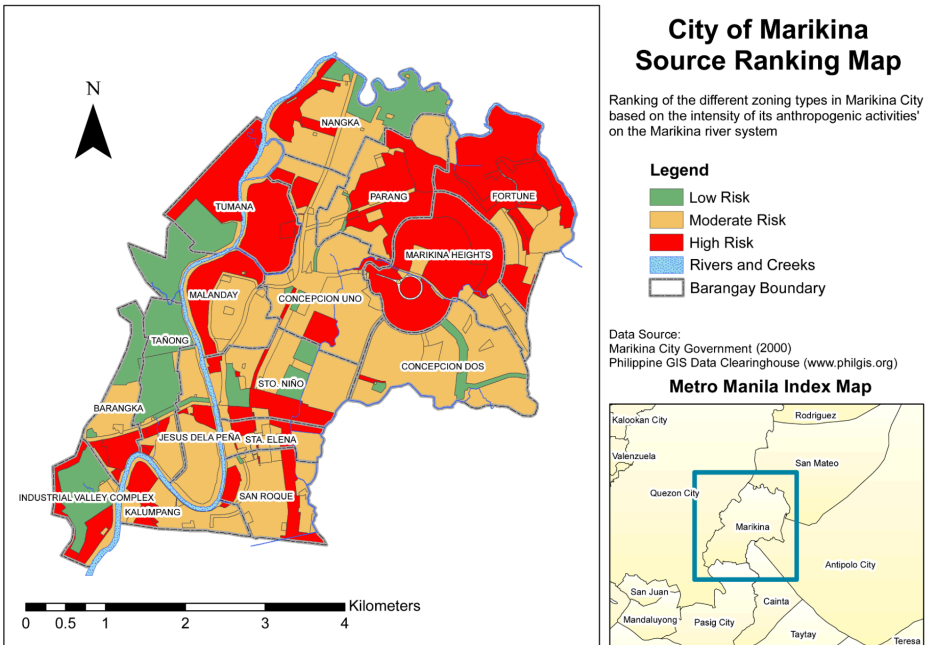 City of Marikina
Source Ranking Map
Ranking of the different zoning types in Marikina City
based on the intensity of its anthropogenic activities'
on the Marikina river system
Legend
Low Risk
Moderate Risk
High Risk
Rivers and Creeks
Barangay Boundary
Data Source:
Marikina City Government (2000)
Philippine GIS Data Clearinghouse (www.philgis.org)
Metro Manila Index Map
Kalookan City
Rodriguez
Valenzuela
San Mateo
Quezon City
Marikina
Antipolo City
San Juan
Cainta
Mandaluyong
Pasig City
Taytay
Teresa
N
NANGKA
PARANG
FORTUNE
TUMANA
MARIKINA HEIGHTS
MALANDAY
CONCEPCION UNO
TAÑONG
CONCEPCION DOS
STO. NIÑO
BARANGKA
JESUS DELA PEÑA
STA. ELENA
INDUSTRIAL VALLEY COMPLEX
SAN ROQUE
KALUMPANG
Kilometers
0 0.5 1 2 3 4